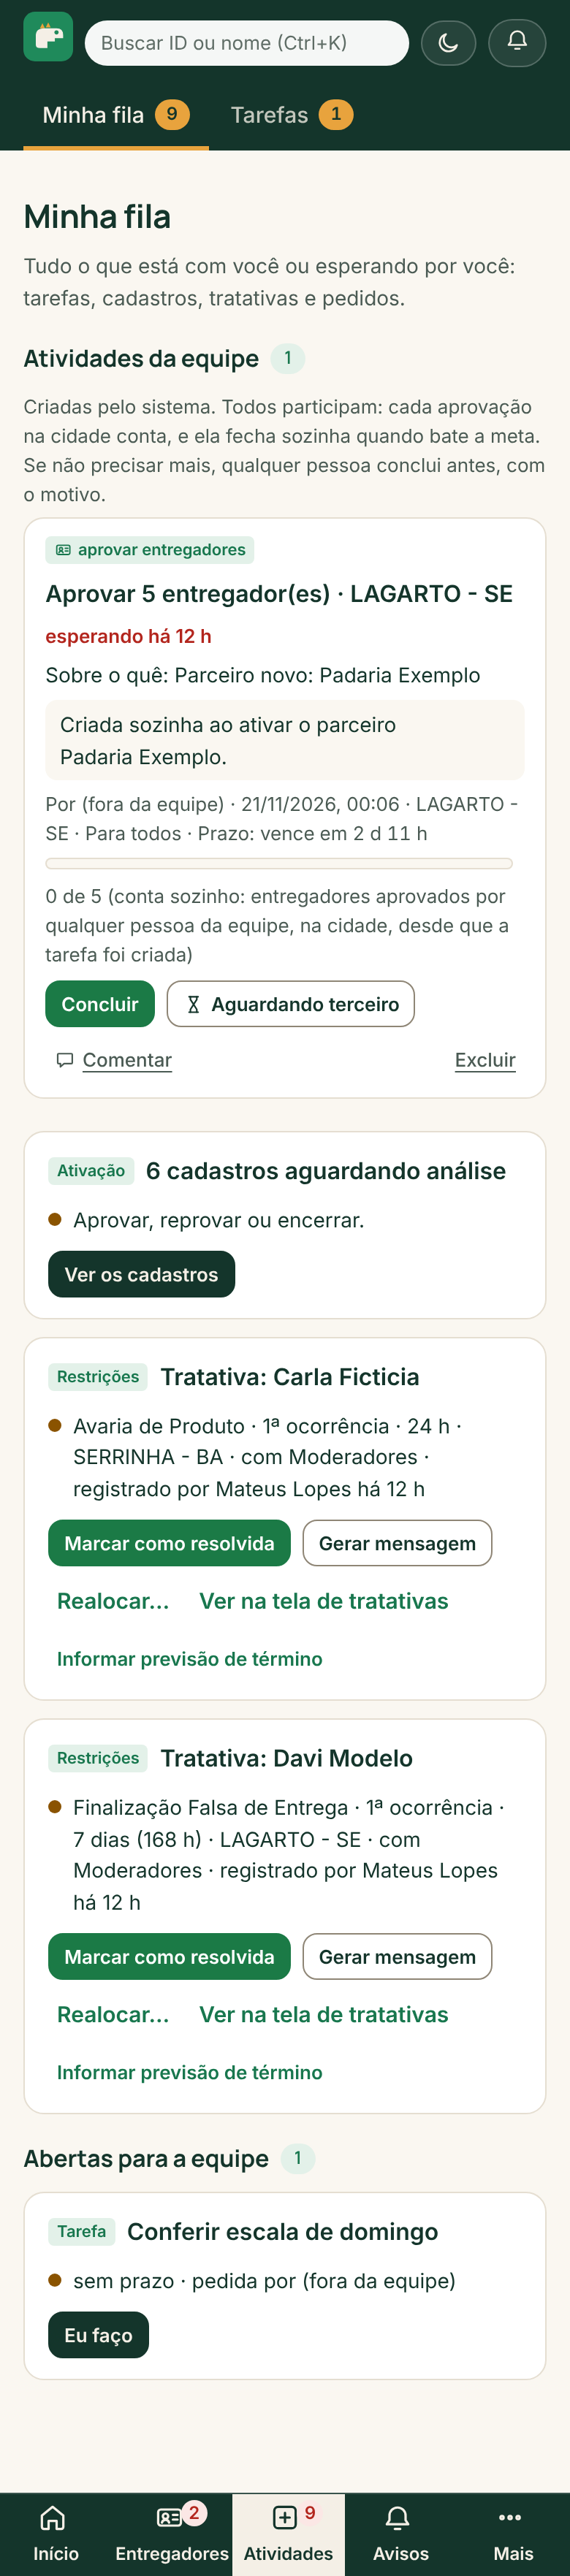 Buscar ID ou nome (Ctrl+K)
Minha fila 9 Tarefas 1
Minha fila
Tudo o que está com você ou esperando por você:
tarefas, cadastros, tratativas e pedidos.
Atividades da equipe 1
Criadas pelo sistema. Todos participam: cada aprovação
na cidade conta, e ela fecha sozinha quando bate a meta.
Se não precisar mais, qualquer pessoa conclui antes, com
o motivo.
aprovar entregadores
Aprovar 5 entregador(es) · LAGARTO - SE
esperando há 12 h
Sobre o quê: Parceiro novo: Padaria Exemplo
Criada sozinha ao ativar o parceiro
Padaria Exemplo.
Por (fora da equipe) · 21/11/2026, 00:06 · LAGARTO -
SE · Para todos · Prazo: vence em 2 d 11 h
0 de 5 (conta sozinho: entregadores aprovados por
qualquer pessoa da equipe, na cidade, desde que a
tarefa foi criada)
Concluir Aguardando terceiro
Comentar Excluir
Ativação 6 cadastros aguardando análise
Aprovar, reprovar ou encerrar.
Ver os cadastros
Restrições Tratativa: Carla Ficticia
Avaria de Produto · 1ª ocorrência · 24 h ·
SERRINHA - BA · com Moderadores ·
registrado por Mateus Lopes há 12 h
Marcar como resolvida Gerar mensagem
Realocar... Ver na tela de tratativas
Informar previsão de término
Restrições Tratativa: Davi Modelo
Finalização Falsa de Entrega · 1ª ocorrência ·
7 dias (168 h) · LAGARTO - SE · com
Moderadores · registrado por Mateus Lopes
há 12 h
Marcar como resolvida Gerar mensagem
Realocar... Ver na tela de tratativas
Informar previsão de término
Abertas para a equipe 1
Tarefa Conferir escala de domingo
sem prazo · pedida por (fora da equipe)
Eu faço
2 9
Início Entregadores Atividades Avisos Mais